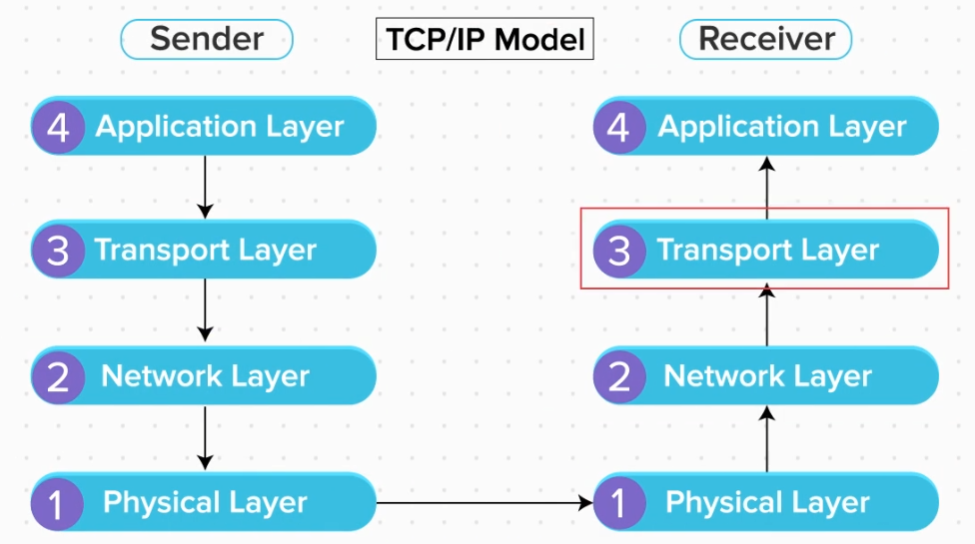 Sender
TCP/IP Model
Receiver
4 Application Layer
4 Application Layer
3 Transport Layer
3 Transport Layer
2 Network Layer
2 Network Layer
1 Physical Layer
1 Physical Layer